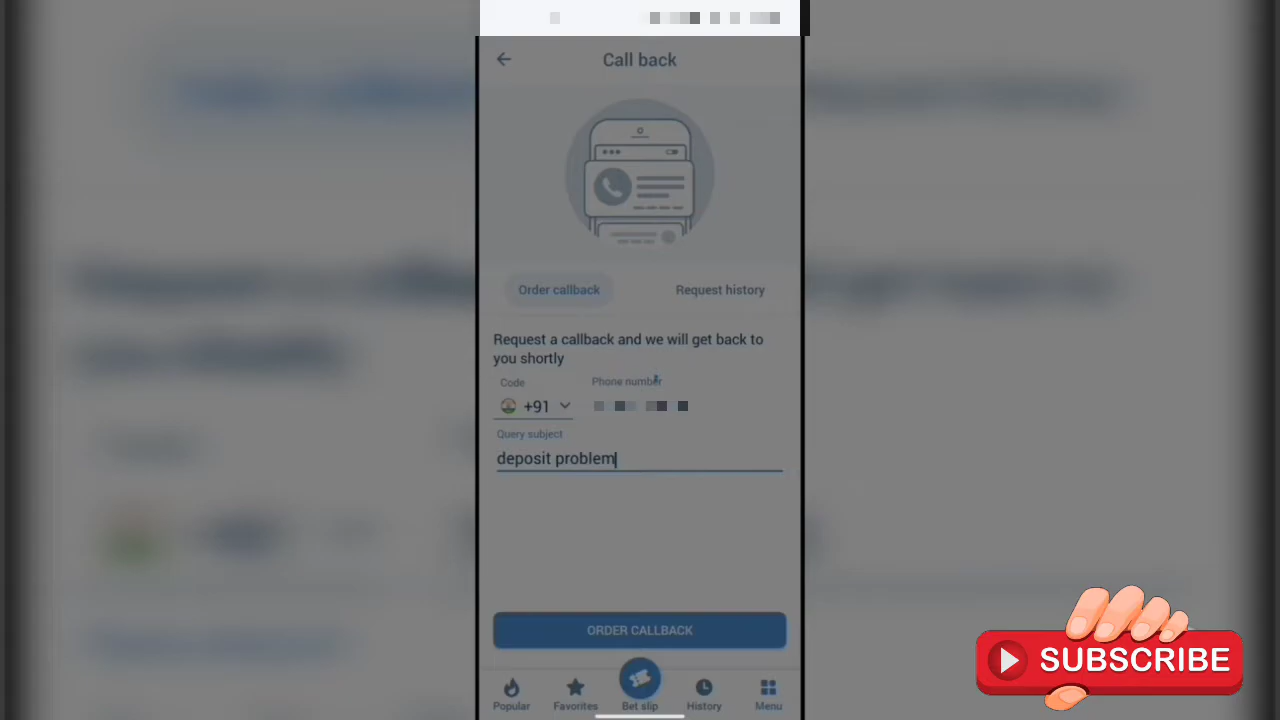 Call back
Order callback
Request history
Request a callback and we will get back to
you shortly
Code
Phone number
+91
Query subject
deposit problem
ORDER CALLBACK
Popular
Favorites
Bet slip
History
Menu
SUBSCRIBE